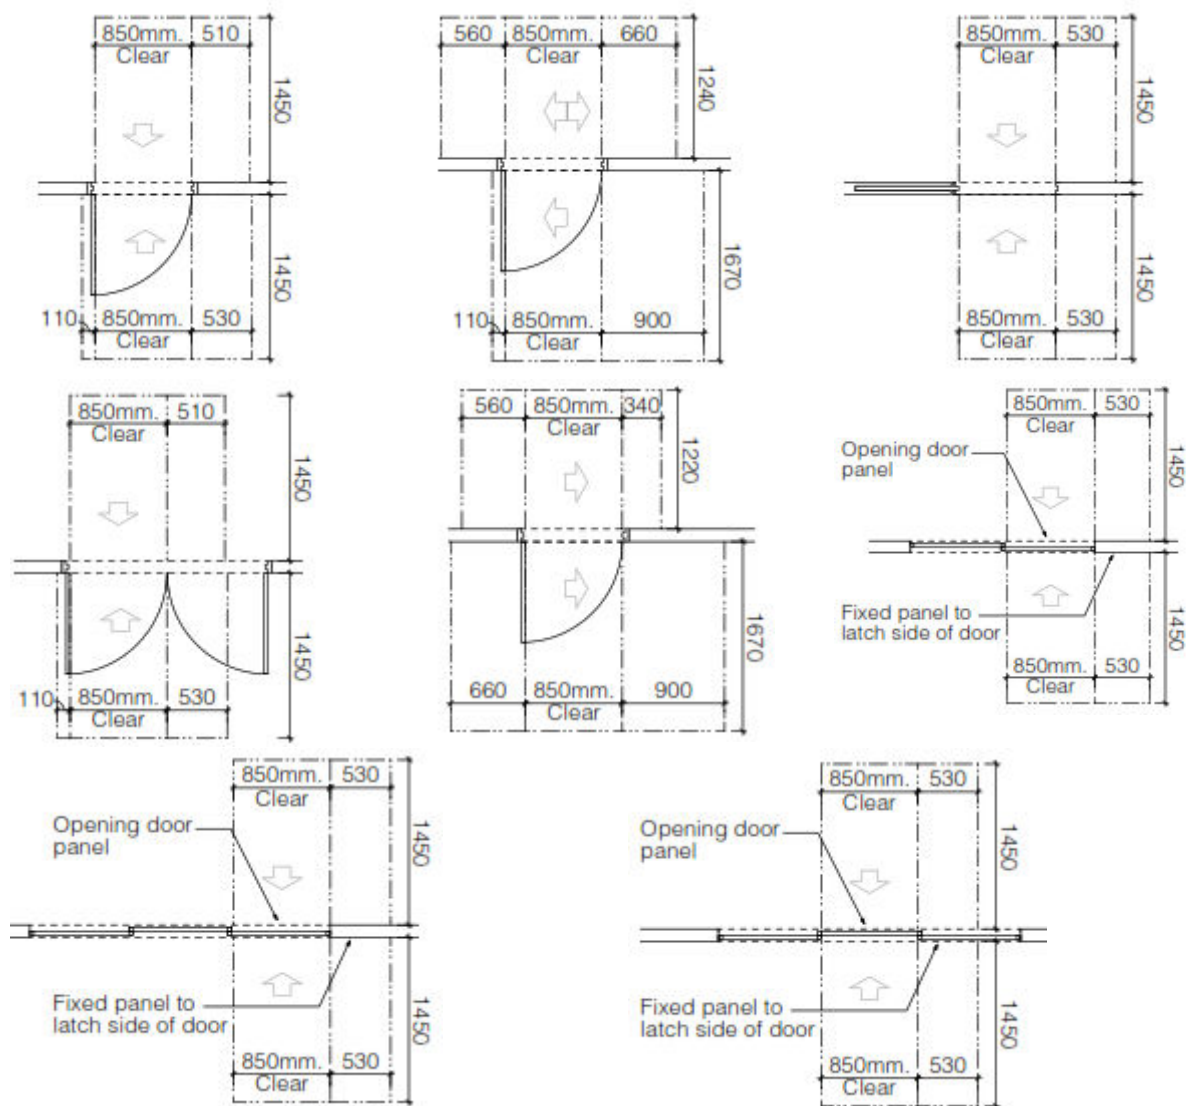 850mm. 510
Clear
1450
1450
110 850mm. 530
Clear
560 850mm. 660
Clear
1240
1670
110 850mm. 900
Clear
850mm. 530
Clear
1450
1450
850mm. 530
Clear
850mm. 510
Clear
1450
1450
110 850mm. 530
Clear
560 850mm. 340
Clear
1220
1670
660 850mm. 900
Clear
850mm. 530
Clear
1450
Opening door
panel
Fixed panel to
latch side of door
1450
850mm. 530
Clear
850mm. 530
Clear
1450
Opening door
panel
Fixed panel to
latch side of door
1450
850mm. 530
Clear
850mm. 530
Clear
1450
Opening door
panel
Fixed panel to
latch side of door
1450
850mm. 530
Clear